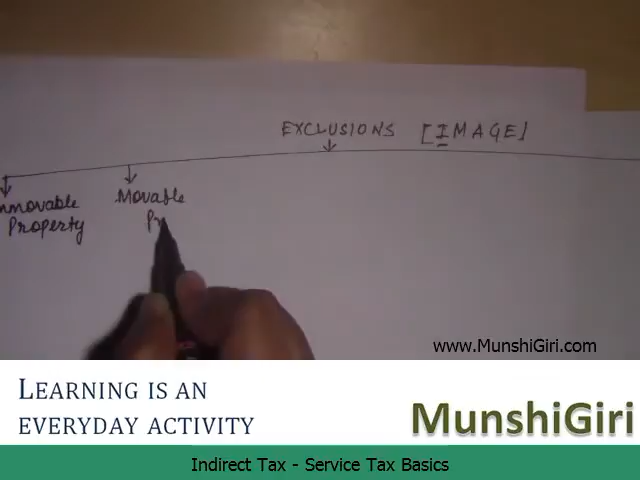 EXCLUSIONS [IMAGE]
mmovable
Property
Movable
Pr
www.MunshiGiri.com
LEARNING IS AN
EVERYDAY ACTIVITY
MunshiGiri
Indirect Tax - Service Tax Basics